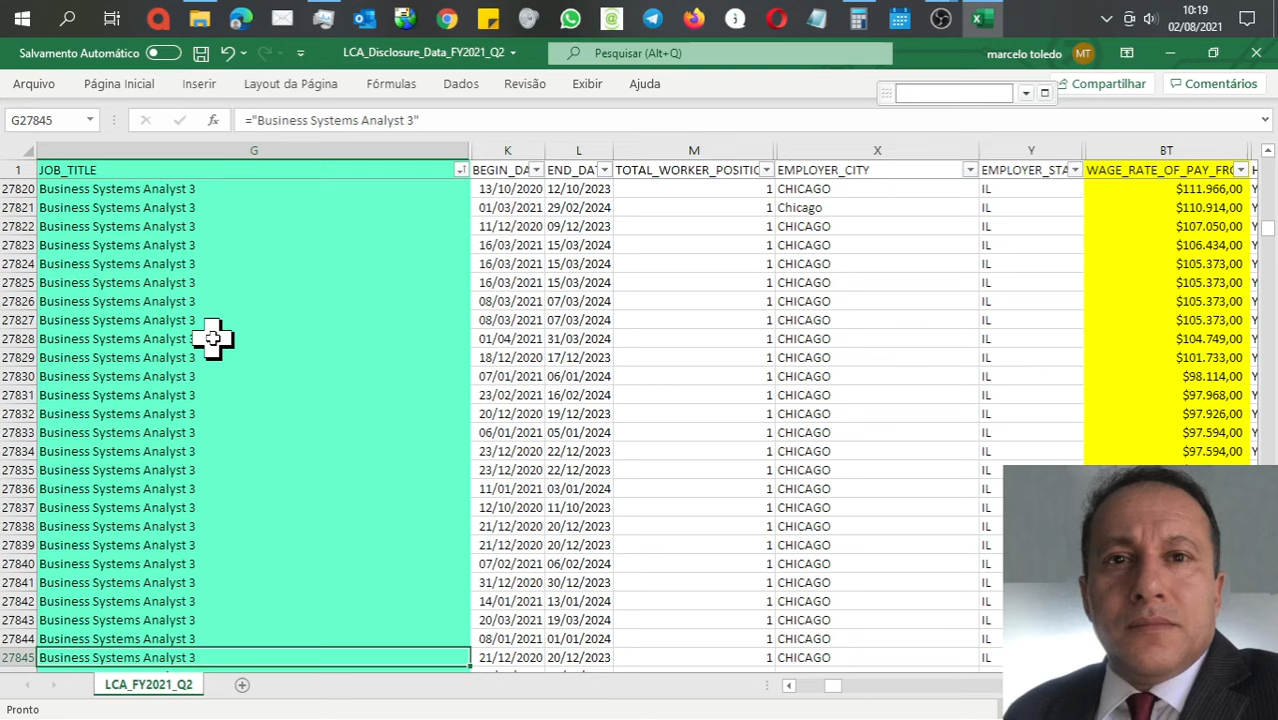 10:19
02/08/2021
Salvamento Automático
LCA_Disclosure_Data_FY2021_Q2
Pesquisar (Alt+Q)
marcelo toledo
MT
Arquivo Página Inicial Inserir Layout da Página Fórmulas Dados Revisão Exibir Ajuda
Compartilhar
Comentários
G27845 fx ="Business Systems Analyst 3"
G K L M X Y BT
1 JOB_TITLE BEGIN_DA END_DAT TOTAL_WORKER_POSITIO EMPLOYER_CITY EMPLOYER_STA WAGE_RATE_OF_PAY_FRO H
27820 Business Systems Analyst 3 13/10/2020 12/10/2023 1 CHICAGO IL $111.966,00 Y
27821 Business Systems Analyst 3 01/03/2021 29/02/2024 1 Chicago IL $110.914,00 Y
27822 Business Systems Analyst 3 11/12/2020 09/12/2023 1 CHICAGO IL $107.050,00 Y
27823 Business Systems Analyst 3 16/03/2021 15/03/2024 1 CHICAGO IL $106.434,00 Y
27824 Business Systems Analyst 3 16/03/2021 15/03/2024 1 CHICAGO IL $105.373,00 Y
27825 Business Systems Analyst 3 16/03/2021 15/03/2024 1 CHICAGO IL $105.373,00 Y
27826 Business Systems Analyst 3 08/03/2021 07/03/2024 1 CHICAGO IL $105.373,00 Y
27827 Business Systems Analyst 3 08/03/2021 07/03/2024 1 CHICAGO IL $105.373,00 Y
27828 Business Systems Analyst 01/04/2021 31/03/2024 1 CHICAGO IL $104.749,00 Y
27829 Business Systems Analyst 3 18/12/2020 17/12/2023 1 CHICAGO IL $101.733,00 Y
27830 Business Systems Analyst 3 07/01/2021 06/01/2024 1 CHICAGO IL $98.114,00 Y
27831 Business Systems Analyst 3 23/02/2021 16/02/2024 1 CHICAGO IL $97.968,00 Y
27832 Business Systems Analyst 3 20/12/2020 19/12/2023 1 CHICAGO IL $97.926,00 Y
27833 Business Systems Analyst 3 06/01/2021 05/01/2024 1 CHICAGO IL $97.594,00 Y
27834 Business Systems Analyst 3 23/12/2020 22/12/2023 1 CHICAGO IL $97.594,00 Y
27835 Business Systems Analyst 3 23/12/2020 22/12/2023 1 CHICAGO IL
27836 Business Systems Analyst 3 11/01/2021 03/01/2024 1 CHICAGO IL
27837 Business Systems Analyst 3 12/10/2020 11/10/2023 1 CHICAGO IL
27838 Business Systems Analyst 3 21/12/2020 20/12/2023 1 CHICAGO IL
27839 Business Systems Analyst 3 21/12/2020 20/12/2023 1 CHICAGO IL
27840 Business Systems Analyst 3 07/02/2021 06/02/2024 1 CHICAGO IL
27841 Business Systems Analyst 3 31/12/2020 30/12/2023 1 CHICAGO IL
27842 Business Systems Analyst 3 14/01/2021 13/01/2024 1 CHICAGO IL
27843 Business Systems Analyst 3 20/03/2021 19/03/2024 1 CHICAGO IL
27844 Business Systems Analyst 3 08/01/2021 01/01/2024 1 CHICAGO IL
27845 Business Systems Analyst 3 21/12/2020 20/12/2023 1 CHICAGO IL
LCA_FY2021_Q2
Pronto